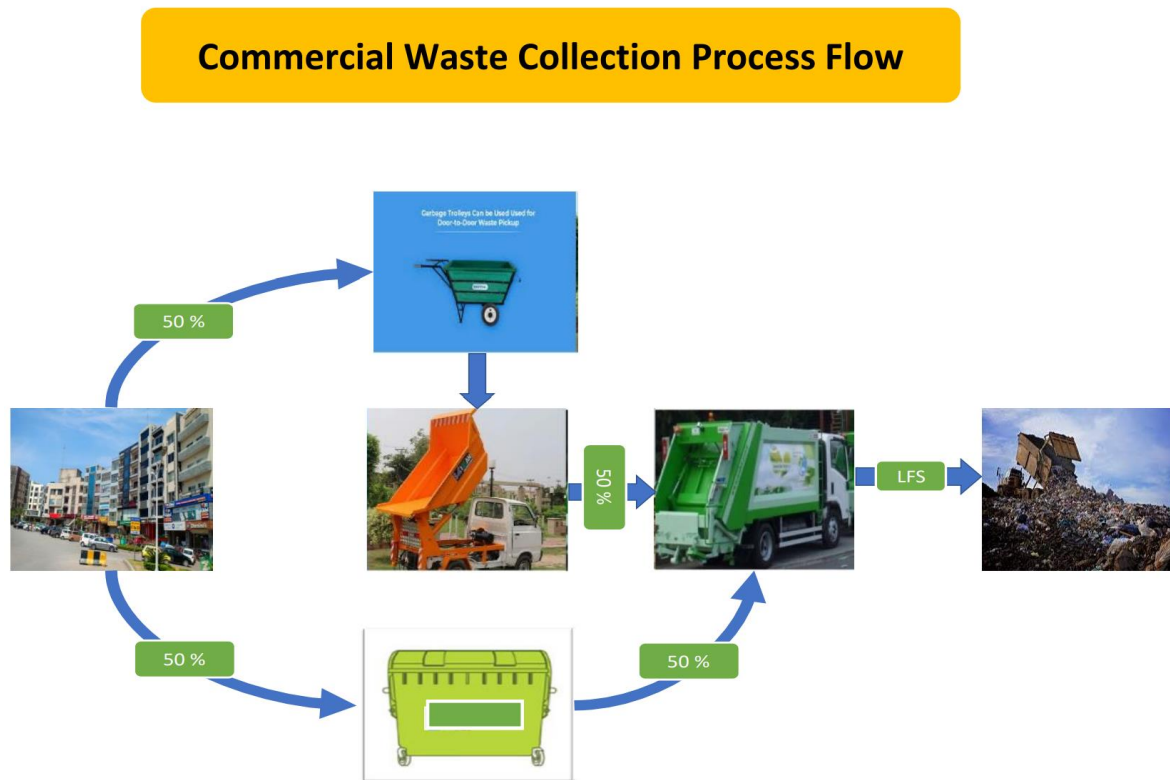 Commercial Waste Collection Process Flow
Garbage Trolleys Can be Used Used for
Door-to-Door Waste Pickup
50 %
50 %
LFS
50 %
50 %